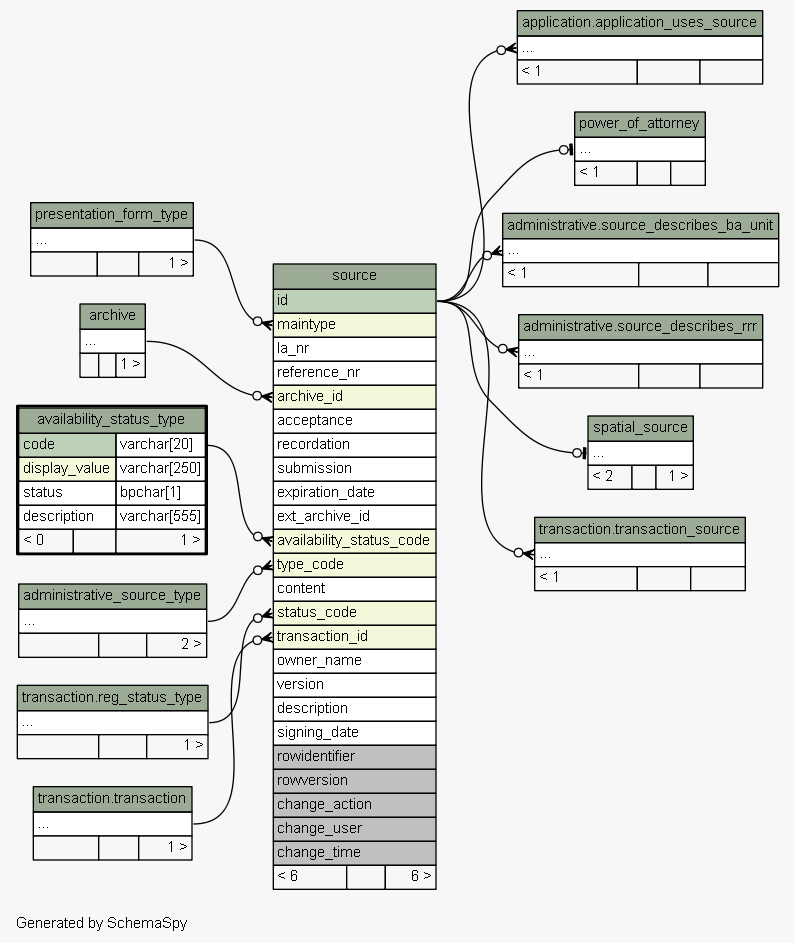 application.application_uses_source
...
< 1
power_of_attorney
...
< 1
administrative.source_describes_ba_unit
...
< 1
administrative.source_describes_rrr
...
< 1
spatial_source
...
< 2 1 >
transaction.transaction_source
...
< 1
presentation_form_type
...
1 >
archive
...
1 >
availability_status_type
code varchar[20]
display_value varchar[250]
status bpchar[1]
description varchar[555]
< 0 1 >
administrative_source_type
...
2 >
transaction.reg_status_type
...
1 >
transaction.transaction
...
1 >
source
id
maintype
la_nr
reference_nr
archive_id
acceptance
recordation
submission
expiration_date
ext_archive_id
availability_status_code
type_code
content
status_code
transaction_id
owner_name
version
description
signing_date
rowidentifier
rowversion
change_action
change_user
change_time
< 6 6 >
Generated by SchemaSpy